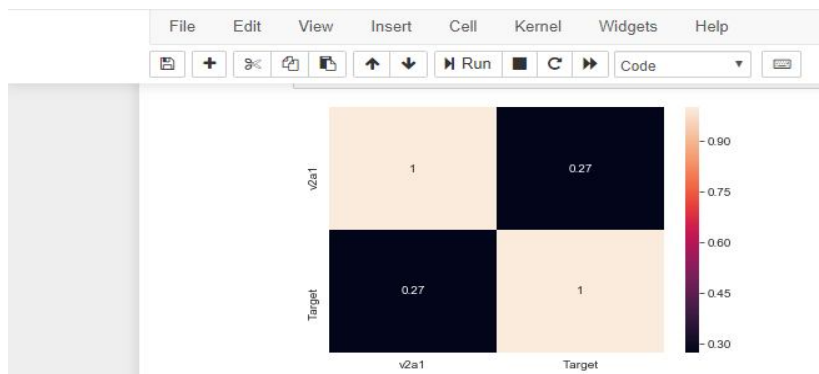 File Edit View Insert Cell Kernel Widgets Help
Run Code
0.90
v2a1 1 0.27
0.75
0.60
Target 0.27 1
0.45
0.30
v2a1 Target